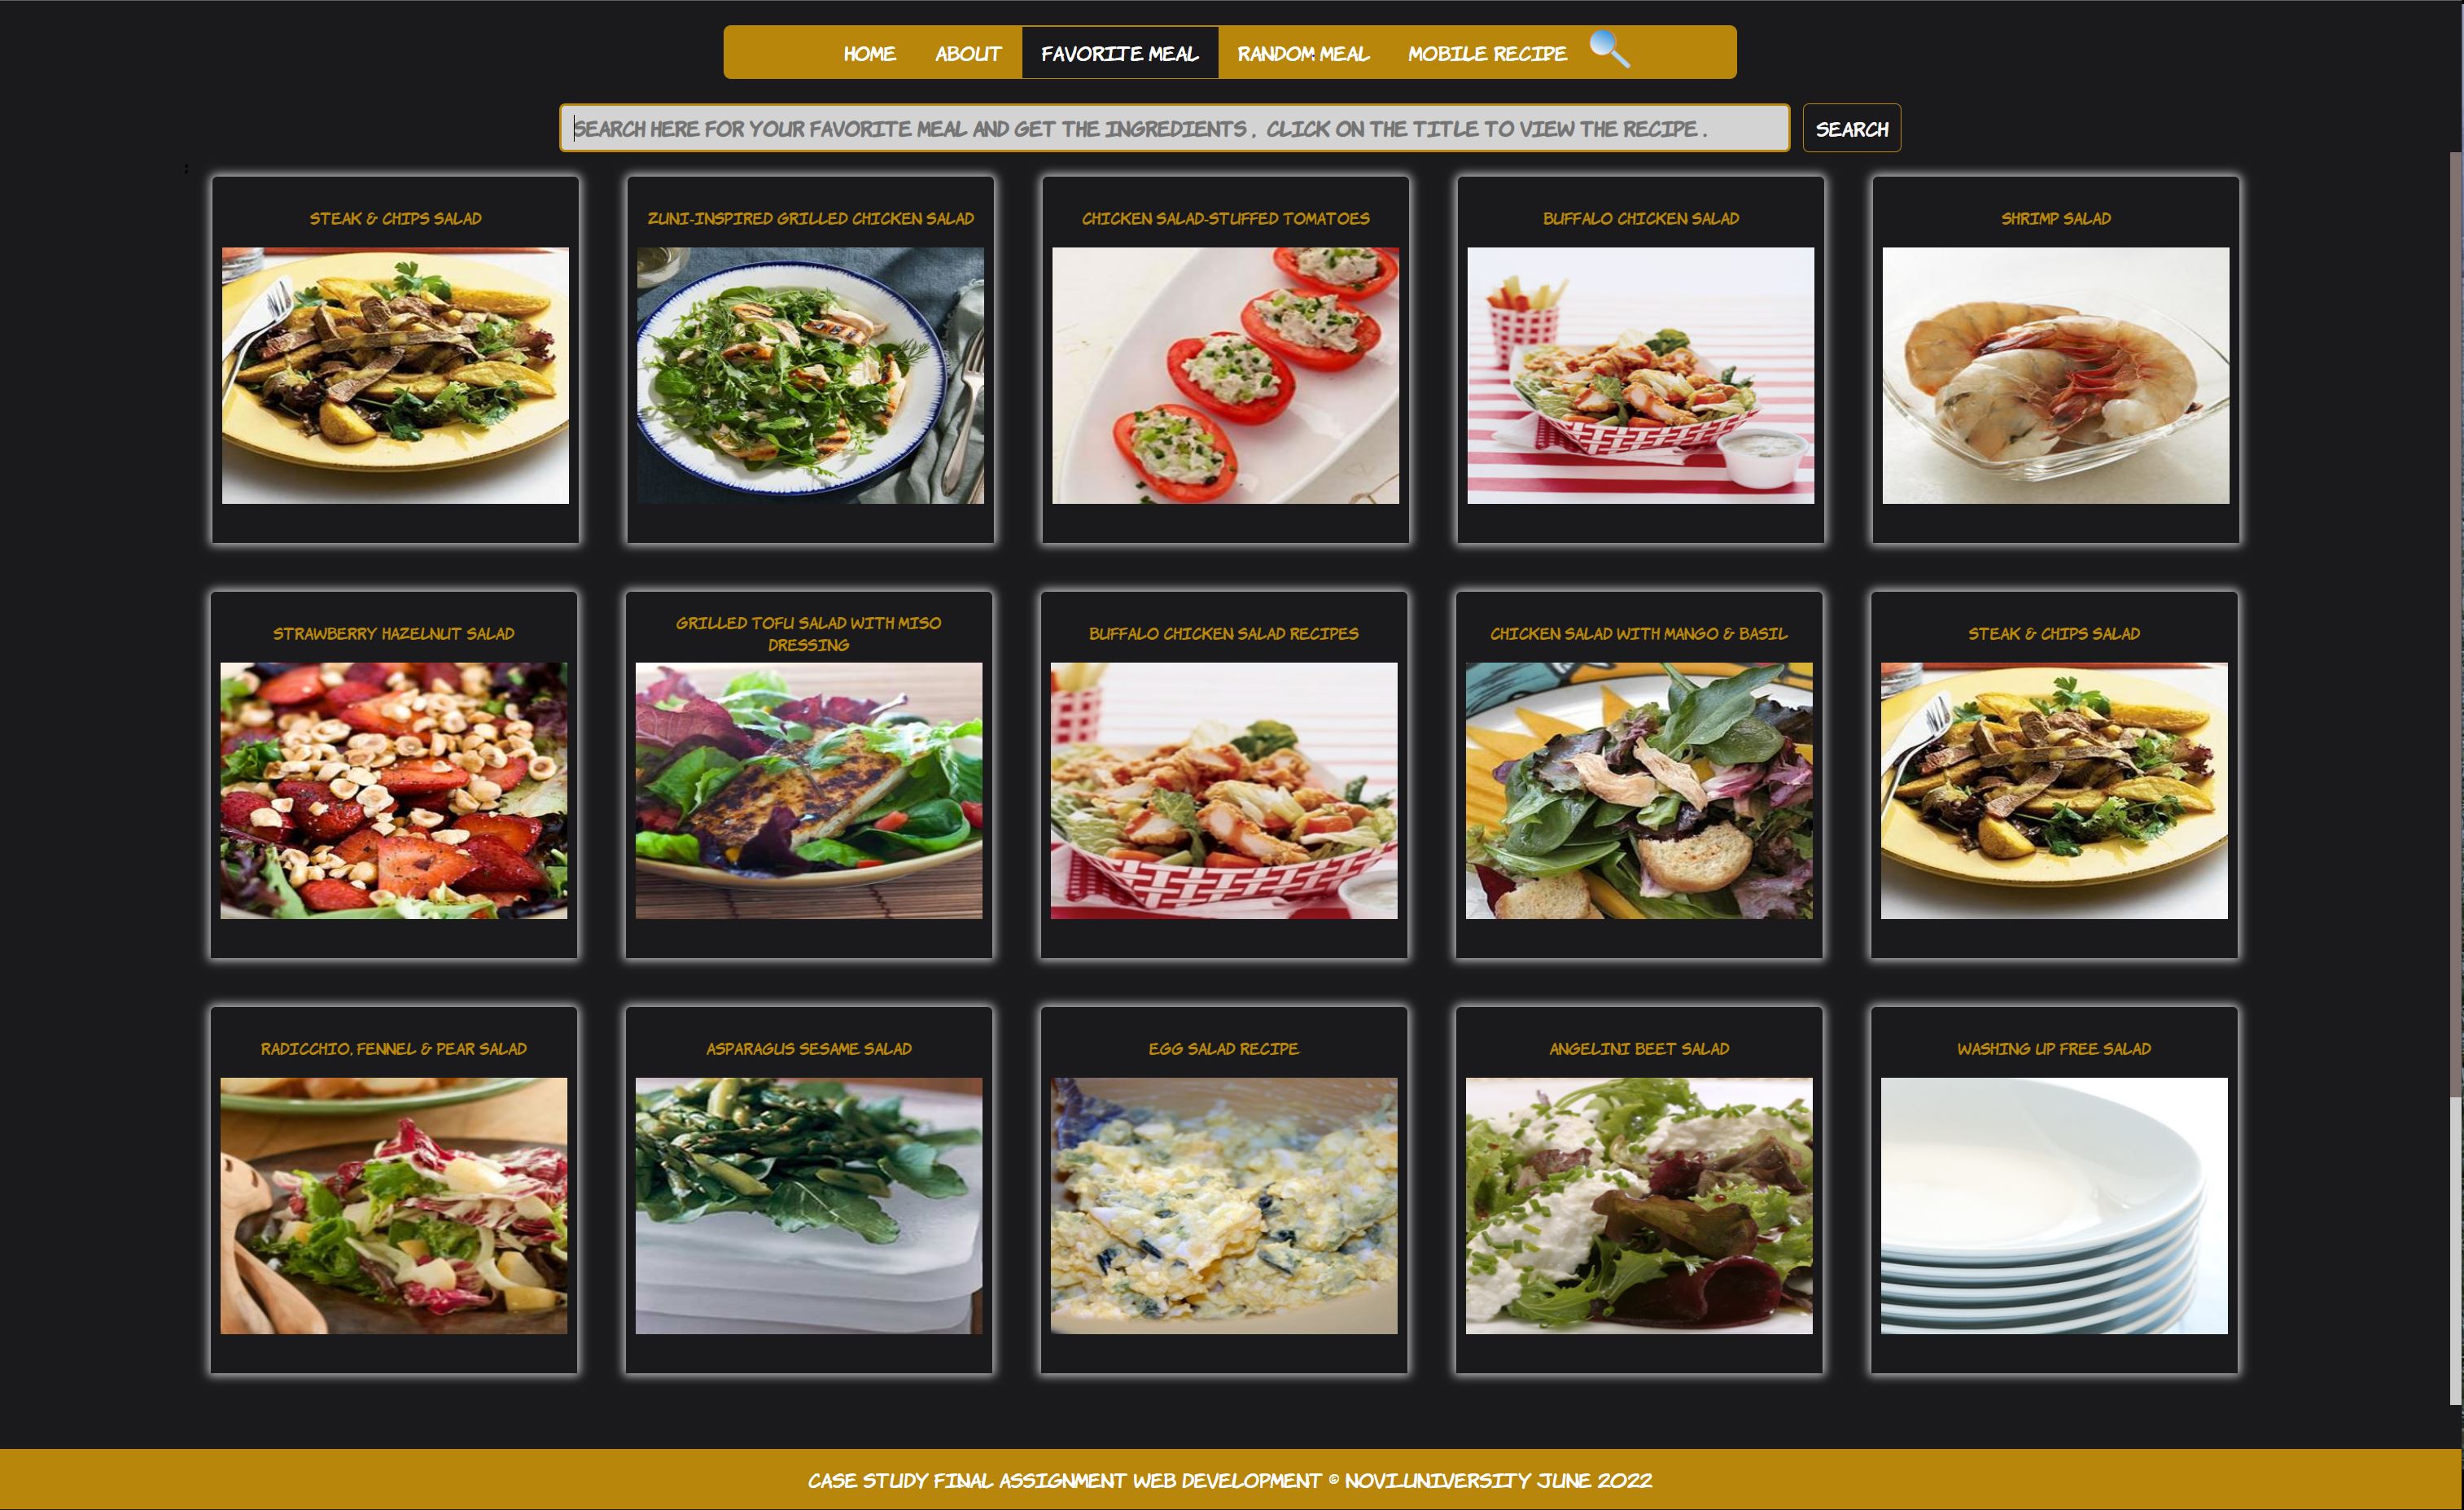 HOME ABOUT FAVORITE MEAL RANDOM MEAL MOBILE RECIPE
SEARCH HERE FOR YOUR FAVORITE MEAL AND GET THE INGREDIENTS , CLICK ON THE TITLE TO VIEW THE RECIPE . SEARCH
;
STEAK & CHIPS SALAD
ZUNI-INSPIRED GRILLED CHICKEN SALAD
CHICKEN SALAD-STUFFED TOMATOES
BUFFALO CHICKEN SALAD
SHRIMP SALAD
STRAWBERRY HAZELNUT SALAD
GRILLED TOFU SALAD WITH MISO
DRESSING
BUFFALO CHICKEN SALAD RECIPES
CHICKEN SALAD WITH MANGO & BASIL
STEAK & CHIPS SALAD
RADICCHIO, FENNEL & PEAR SALAD
ASPARAGUS SESAME SALAD
EGG SALAD RECIPE
ANGELINI BEET SALAD
WASHING UP FREE SALAD
CASE STUDY FINAL ASSIGNMENT WEB DEVELOPMENT © NOVI.UNIVERSITY JUNE 2022